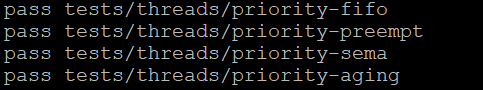 pass tests/threads/priority-fifo
pass tests/threads/priority-preempt
pass tests/threads/priority-sema
pass tests/threads/priority-aging